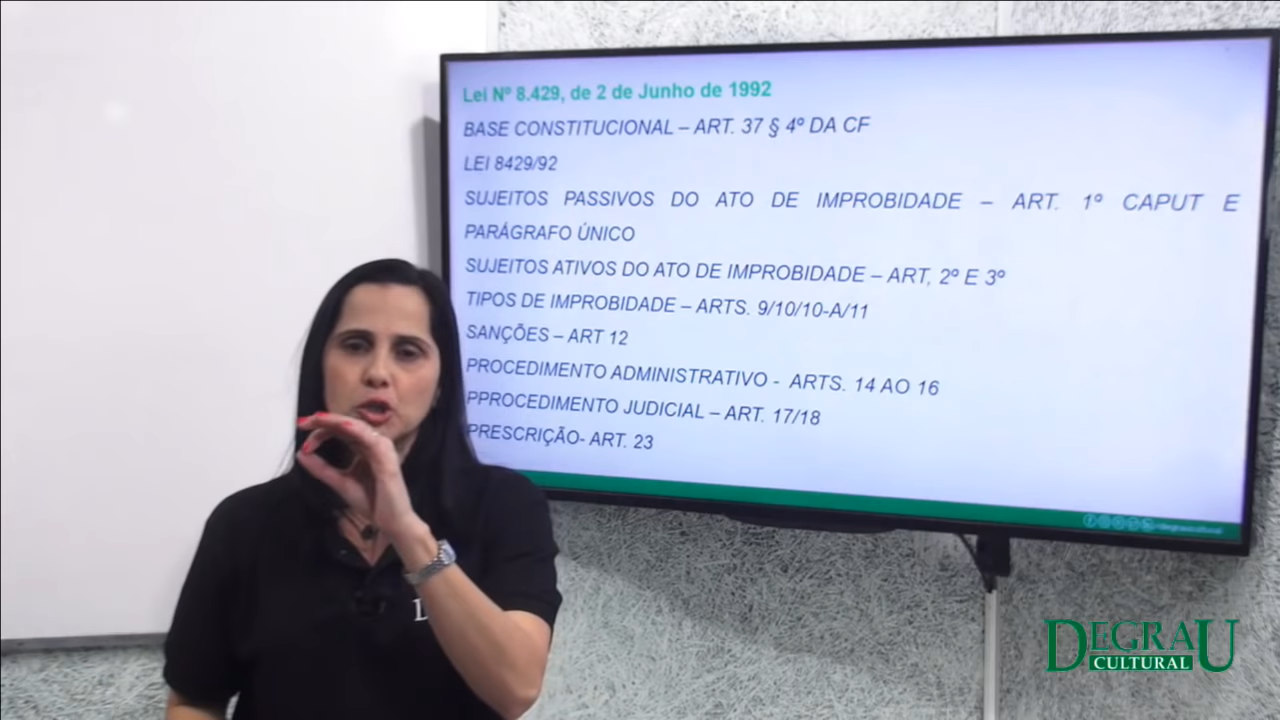 Lei Nº 8.429, de 2 de Junho de 1992
BASE CONSTITUCIONAL – ART. 37 § 4º DA CF
LEI 8429/92
SUJEITOS PASSIVOS DO ATO DE IMPROBIDADE – ART. 1º CAPUT E
PARÁGRAFO ÚNICO
SUJEITOS ATIVOS DO ATO DE IMPROBIDADE – ART, 2º E 3º
TIPOS DE IMPROBIDADE – ARTS. 9/10/10-A/11
SANÇÕES – ART 12
PROCEDIMENTO ADMINISTRATIVO - ARTS. 14 AO 16
PPROCEDIMENTO JUDICIAL – ART. 17/18
PRESCRIÇÃO- ART. 23
DEGRAU
CULTURAL